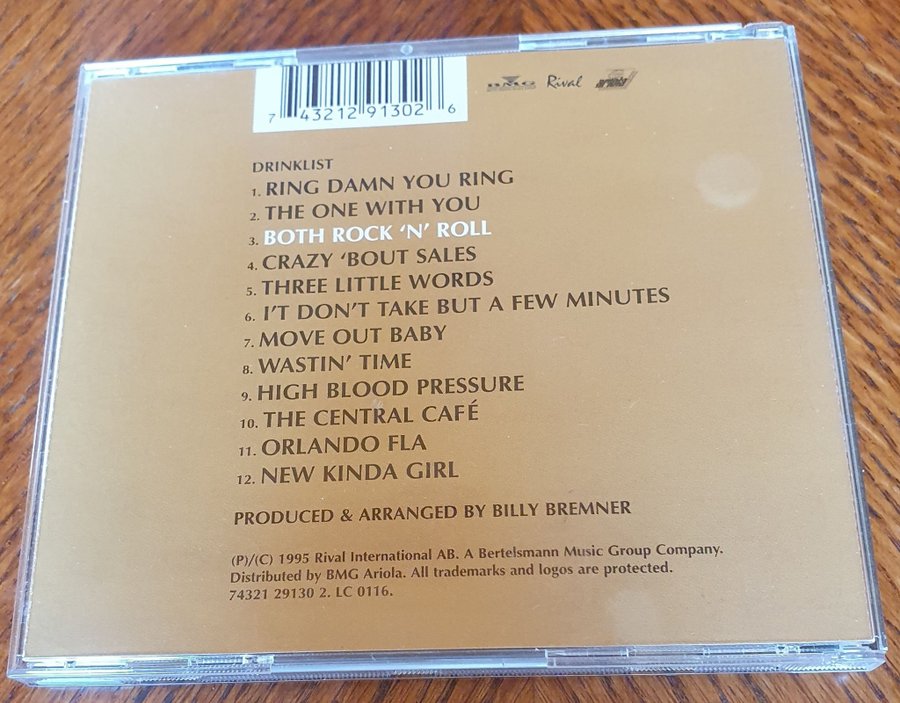 7 43212 91302 6
BMG Rival ariola
DRINKLIST
1. RING DAMN YOU RING
2. THE ONE WITH YOU
3. BOTH ROCK ‘N’ ROLL
4. CRAZY ‘BOUT SALES
5. THREE LITTLE WORDS
6. I’T DON’T TAKE BUT A FEW MINUTES
7. MOVE OUT BABY
8. WASTIN’ TIME
9. HIGH BLOOD PRESSURE
10. THE CENTRAL CAFÉ
11. ORLANDO FLA
12. NEW KINDA GIRL
PRODUCED & ARRANGED BY BILLY BREMNER
(P)/(C) 1995 Rival International AB. A Bertelsmann Music Group Company.
Distributed by BMG Ariola. All trademarks and logos are protected.
74321 29130 2. LC 0116.